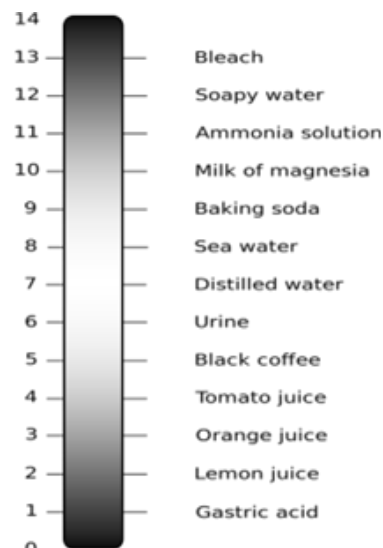 14
13 Bleach
12 Soapy water
11 Ammonia solution
10 Milk of magnesia
9 Baking soda
8 Sea water
7 Distilled water
6 Urine
5 Black coffee
4 Tomato juice
3 Orange juice
2 Lemon juice
1 Gastric acid
0